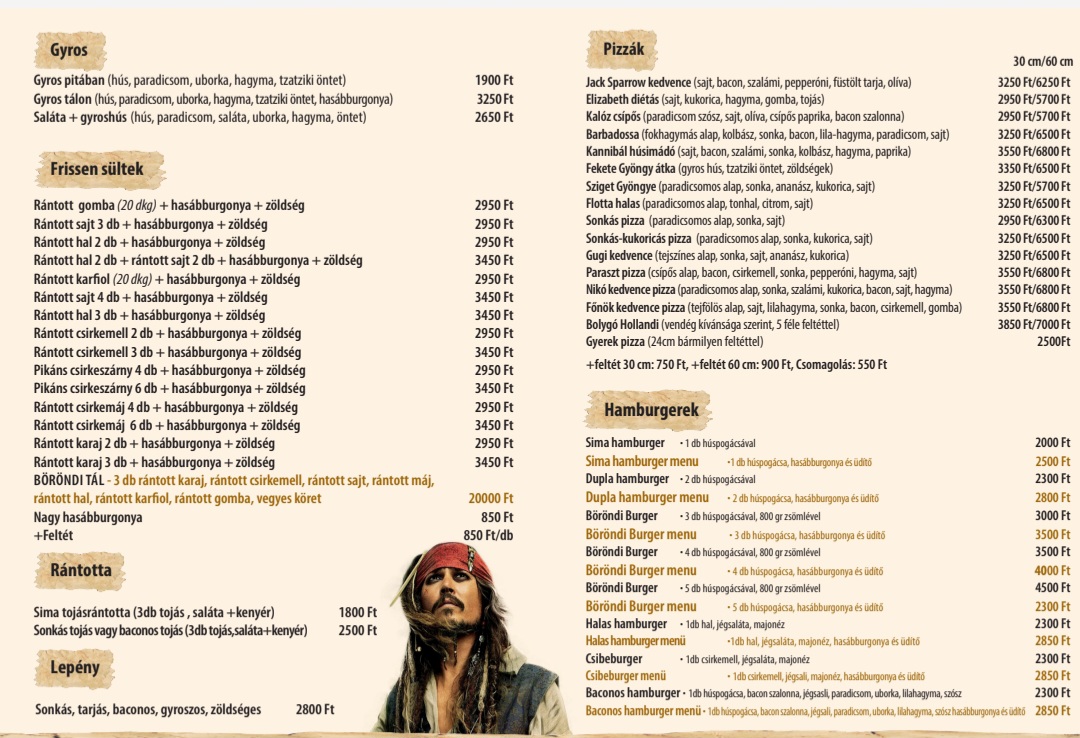 Gyros
Gyros pitában (hús, paradicsom, uborka, hagyma, tzatziki öntet) 1900 Ft
Gyros tálon (hús, paradicsom, uborka, hagyma, tzatziki öntet, hasábburgonya) 3250 Ft
Saláta + gyroshús (hús, paradicsom, saláta, uborka, hagyma, öntet) 2650 Ft
Frissen sültek
Rántott gomba (20 dkg) + hasábburgonya + zöldség 2950 Ft
Rántott sajt 3 db + hasábburgonya + zöldség 2950 Ft
Rántott hal 2 db + hasábburgonya + zöldség 2950 Ft
Rántott hal 2 db + rántott sajt 2 db + hasábburgonya + zöldség 3450 Ft
Rántott karfiol (20 dkg) + hasábburgonya + zöldség 2950 Ft
Rántott sajt 4 db + hasábburgonya + zöldség 3450 Ft
Rántott hal 3 db + hasábburgonya + zöldség 3450 Ft
Rántott csirkemell 2 db + hasábburgonya + zöldség 2950 Ft
Rántott csirkemell 3 db + hasábburgonya + zöldség 3450 Ft
Pikáns csirkeszárny 4 db + hasábburgonya + zöldség 2950 Ft
Pikáns csirkeszárny 6 db + hasábburgonya + zöldség 3450 Ft
Rántott csirkemáj 4 db + hasábburgonya + zöldség 2950 Ft
Rántott csirkemáj 6 db + hasábburgonya + zöldség 3450 Ft
Rántott karaj 2 db + hasábburgonya + zöldség 2950 Ft
Rántott karaj 3 db + hasábburgonya + zöldség 3450 Ft
BÖRÖNDI TÁL - 3 db rántott karaj, rántott csirkemell, rántott sajt, rántott máj,
rántott hal, rántott karfiol, rántott gomba, vegyes köret 20000 Ft
Nagy hasábburgonya 850 Ft
+Feltét 850 Ft/db
Rántotta
Sima tojásrántotta (3db tojás , saláta +kenyér) 1800 Ft
Sonkás tojás vagy baconos tojás (3db tojás,saláta+kenyér) 2500 Ft
Lepény
Sonkás, tarjás, baconos, gyroszos, zöldséges 2800 Ft
Pizzák
30 cm/60 cm
Jack Sparrow kedvence (sajt, bacon, szalámi, pepperóni, füstölt tarja, olíva) 3250 Ft/6250 Ft
Elizabeth diétás (sajt, kukorica, hagyma, gomba, tojás) 2950 Ft/5700 Ft
Kalóz csípős (paradicsom szósz, sajt, olíva, csípős paprika, bacon szalonna) 2950 Ft/5700 Ft
Barbadossa (fokhagymás alap, kolbász, sonka, bacon, lila-hagyma, paradicsom, sajt) 3250 Ft/6500 Ft
Kannibál húsimádó (sajt, bacon, szalámi, sonka, kolbász, hagyma, paprika) 3550 Ft/6800 Ft
Fekete Gyöngy átka (gyros hús, tzatziki öntet, zöldségek) 3350 Ft/6500 Ft
Sziget Gyöngye (paradicsomos alap, sonka, ananász, kukorica, sajt) 3250 Ft/5700 Ft
Flotta halas (paradicsomos alap, tonhal, citrom, sajt) 3250 Ft/6500 Ft
Sonkás pizza (paradicsomos alap, sonka, sajt) 2950 Ft/6300 Ft
Sonkás-kukoricás pizza (paradicsomos alap, sonka, kukorica, sajt) 3250 Ft/6500 Ft
Gugi kedvence (tejszínes alap, sonka, sajt, ananász, kukorica) 3250 Ft/6500 Ft
Paraszt pizza (csípős alap, bacon, csirkemell, sonka, pepperóni, hagyma, sajt) 3550 Ft/6800 Ft
Nikó kedvence pizza (paradicsomos alap, sonka, szalámi, kukorica, bacon, sajt, hagyma) 3550 Ft/6800 Ft
Főnök kedvence pizza (tejfölös alap, sajt, lilahagyma, sonka, bacon, csirkemell, gomba) 3550 Ft/6800 Ft
Bolygó Hollandi (vendég kívánsága szerint, 5 féle feltéttel) 3850 Ft/7000 Ft
Gyerek pizza (24cm bármilyen feltéttel) 2500Ft
+feltét 30 cm: 750 Ft, +feltét 60 cm: 900 Ft, Csomagolás: 550 Ft
Hamburgerek
Sima hamburger • 1 db húspogácsával 2000 Ft
Sima hamburger menu •1 db húspogácsa, hasábburgonya és üdítő 2500 Ft
Dupla hamburger • 2 db húspogácsával 2300 Ft
Dupla hamburger menu • 2 db húspogácsa, hasábburgonya és üdítő 2800 Ft
Böröndi Burger • 3 db húspogácsával, 800 gr zsömlével 3000 Ft
Böröndi Burger menu • 3 db húspogácsa, hasábburgonya és üdítő 3500 Ft
Böröndi Burger • 4 db húspogácsával, 800 gr zsömlével 3500 Ft
Böröndi Burger menu • 4 db húspogácsa, hasábburgonya és üdítő 4000 Ft
Böröndi Burger • 5 db húspogácsával, 800 gr zsömlével 4500 Ft
Böröndi Burger menu • 5 db húspogácsa, hasábburgonya és üdítő 2300 Ft
Halas hamburger • 1db hal, jégsaláta, majonéz 2300 Ft
Halas hamburger menü •1db hal, jégsaláta, majonéz, hasábburgonya és üdítő 2850 Ft
Csibeburger • 1db csirkemell, jégsaláta, majonéz 2300 Ft
Csibeburger menü • 1db csirkemell, jégsali, majonéz, hasábburgonya és üdítő 2850 Ft
Baconos hamburger • 1db húspogácsa, bacon szalonna, jégsasli, paradicsom, uborka, lilahagyma, szósz 2300 Ft
Baconos hamburger menü • 1db húspogácsa, bacon szalonna, jégsali, paradicsom, uborka, lilahagyma, szósz hasábburgonya és üdítő 2850 Ft